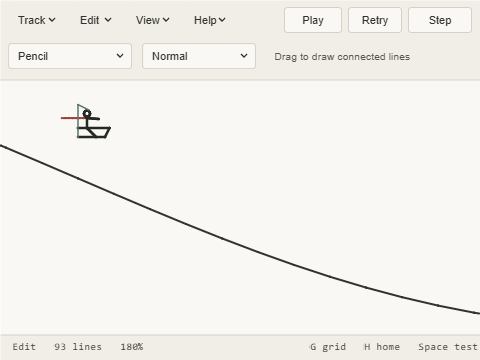 Track Edit View Help Play Retry Step
Pencil Normal Drag to draw connected lines
Edit 93 lines 180% G grid H home Space test